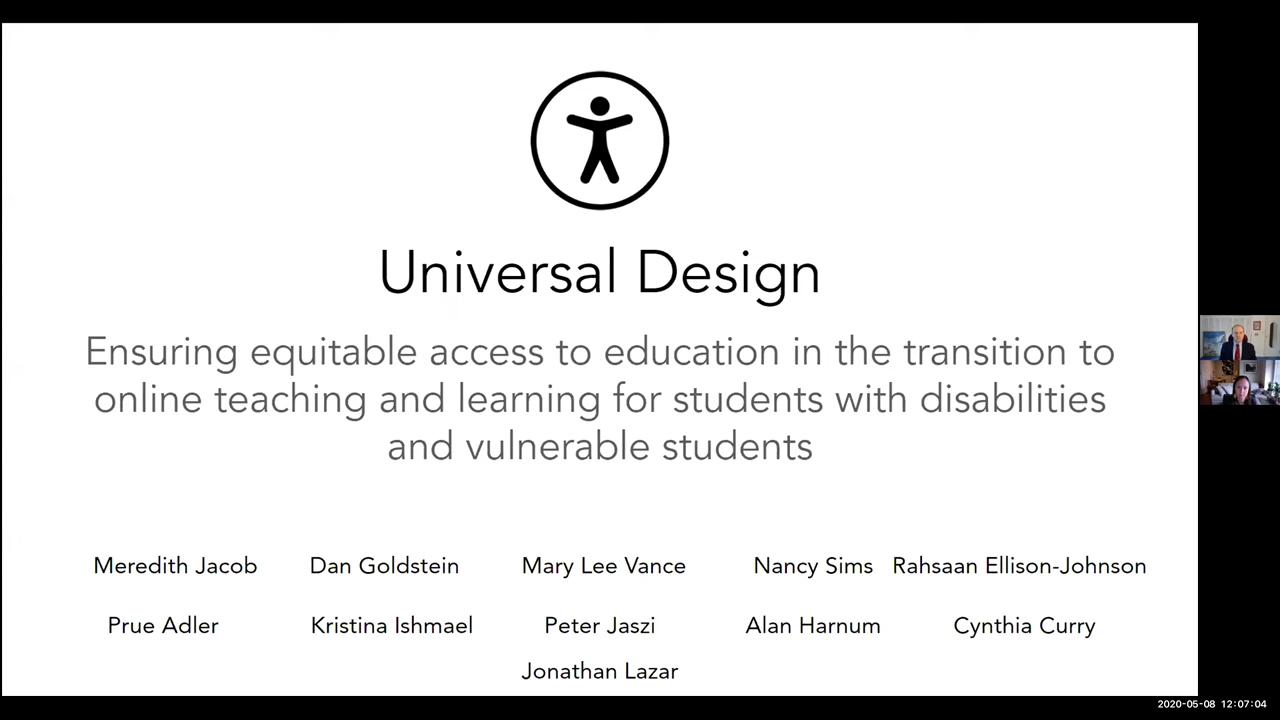 Universal Design
Ensuring equitable access to education in the transition to
online teaching and learning for students with disabilities
and vulnerable students
Meredith Jacob Dan Goldstein Mary Lee Vance Nancy Sims Rahsaan Ellison-Johnson
Prue Adler Kristina Ishmael Peter Jaszi Alan Harnum Cynthia Curry
Jonathan Lazar
2020-05-08 12:07:04